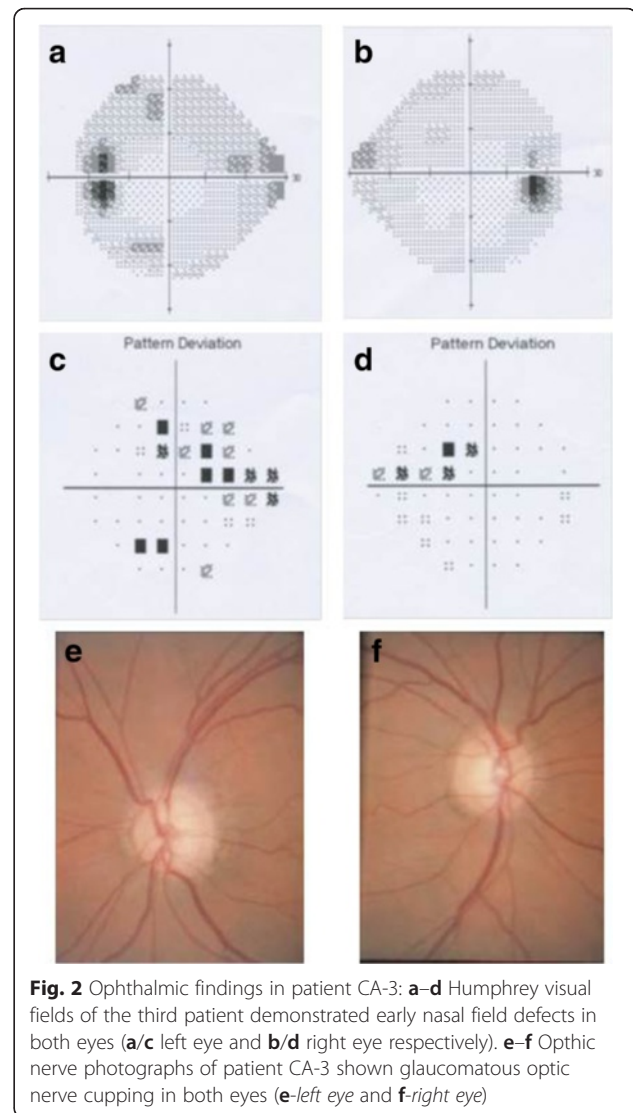 a
b
30
30
Pattern Deviation
Pattern Deviation
c
d
e
f
Fig. 2 Ophthalmic findings in patient CA-3: a–d Humphrey visual
fields of the third patient demonstrated early nasal field defects in
both eyes (a/c left eye and b/d right eye respectively). e–f Opthic
nerve photographs of patient CA-3 shown glaucomatous optic
nerve cupping in both eyes (e-left eye and f-right eye)